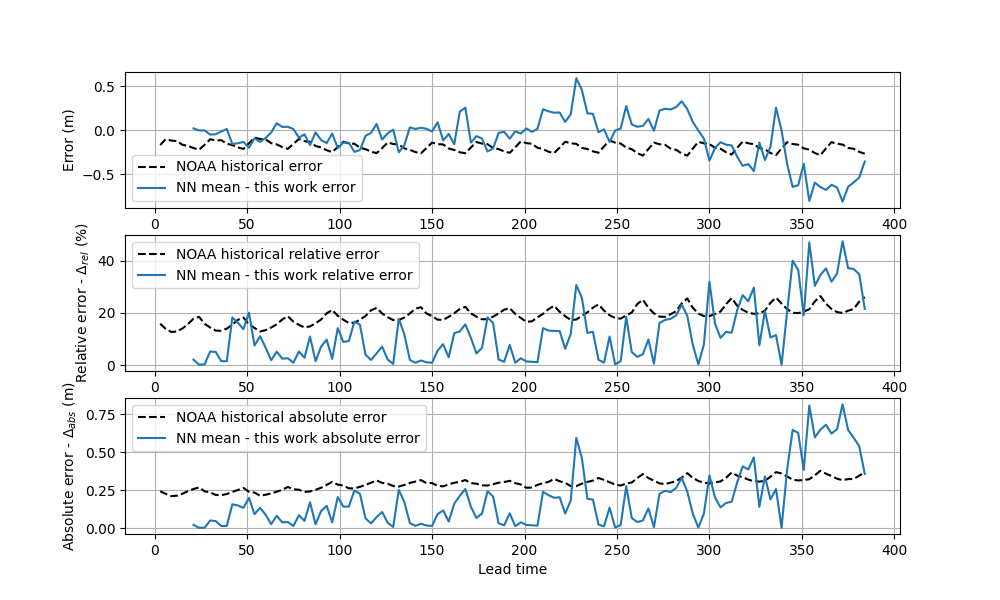 Error (m)
0.5
0.0
−0.5
NOAA historical error
NN mean - this work error
0 50 100 150 200 250 300 350 400
Relative error - Δrel (%)
40
20
0
NOAA historical relative error
NN mean - this work relative error
0 50 100 150 200 250 300 350 400
Absolute error - Δabs (m)
0.75
0.50
0.25
0.00
NOAA historical absolute error
NN mean - this work absolute error
0 50 100 150 200 250 300 350 400
Lead time